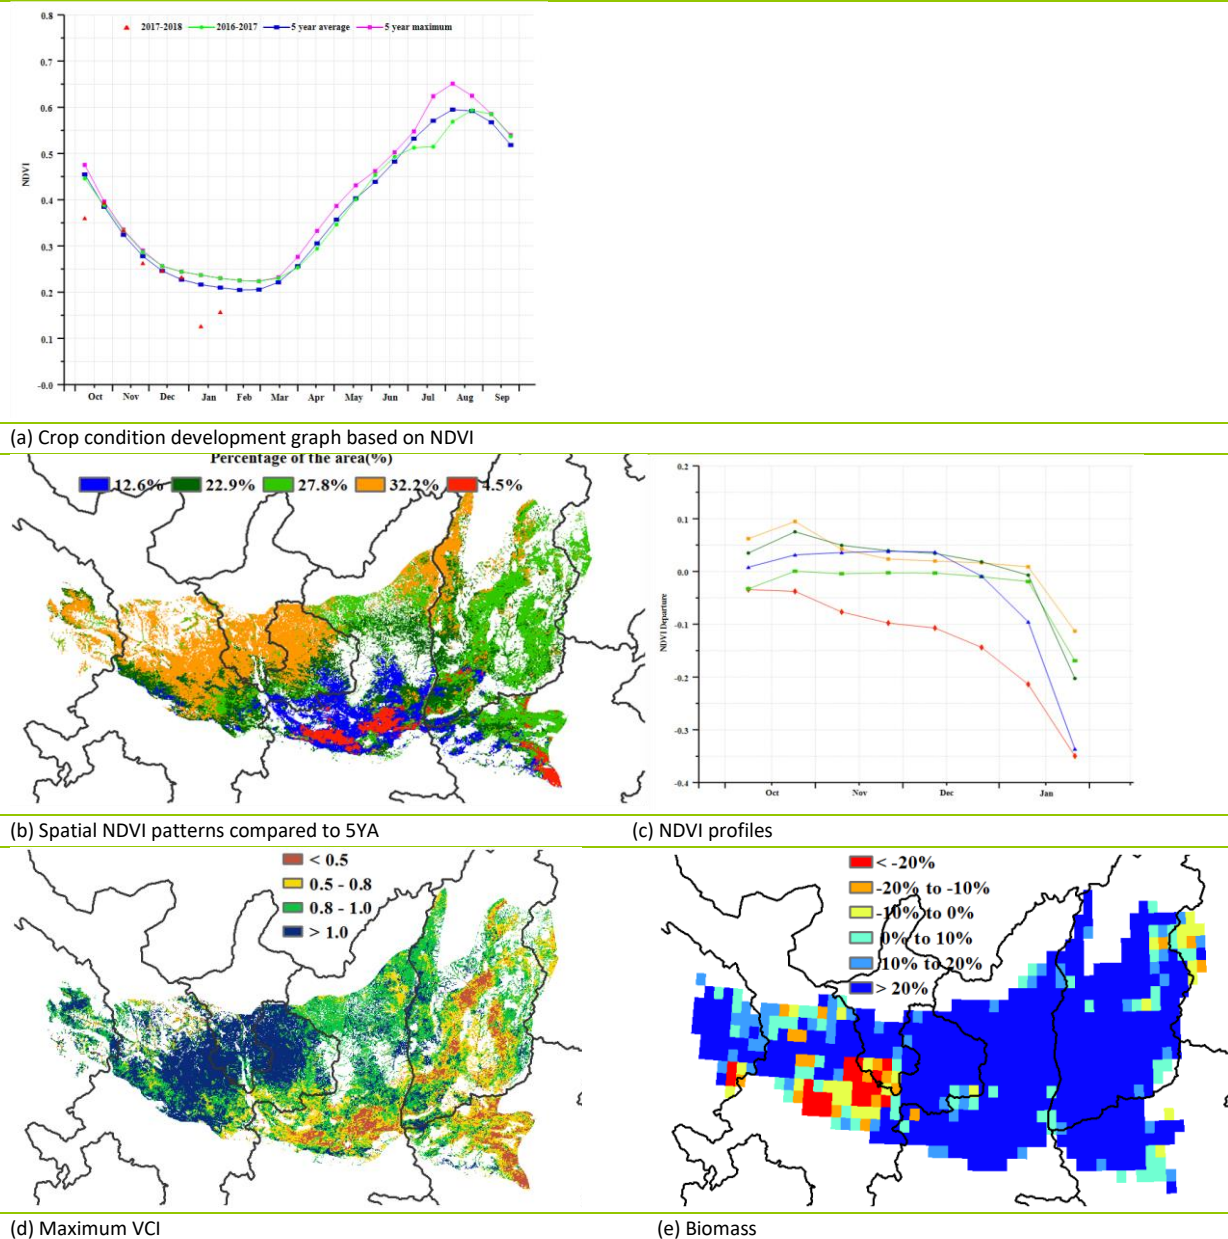 2017-2018 2016-2017 5 year average 5 year maximum
0.8
0.7
0.6
0.5
0.4
0.3
0.2
0.1
-0.0
NDVI
Oct Nov Dec Jan Feb Mar Apr May Jun Jul Aug Sep
(a) Crop condition development graph based on NDVI
Percentage of the area(%)
12.6% 22.9% 27.8% 32.2% 4.5%
0.2
0.1
0.0
-0.1
-0.2
-0.3
-0.4
NDVI Departure
Oct Nov Dec Jan
(b) Spatial NDVI patterns compared to 5YA (c) NDVI profiles
< 0.5
0.5 - 0.8
0.8 - 1.0
> 1.0
< -20%
-20% to -10%
-10% to 0%
0% to 10%
10% to 20%
> 20%
(d) Maximum VCI (e) Biomass